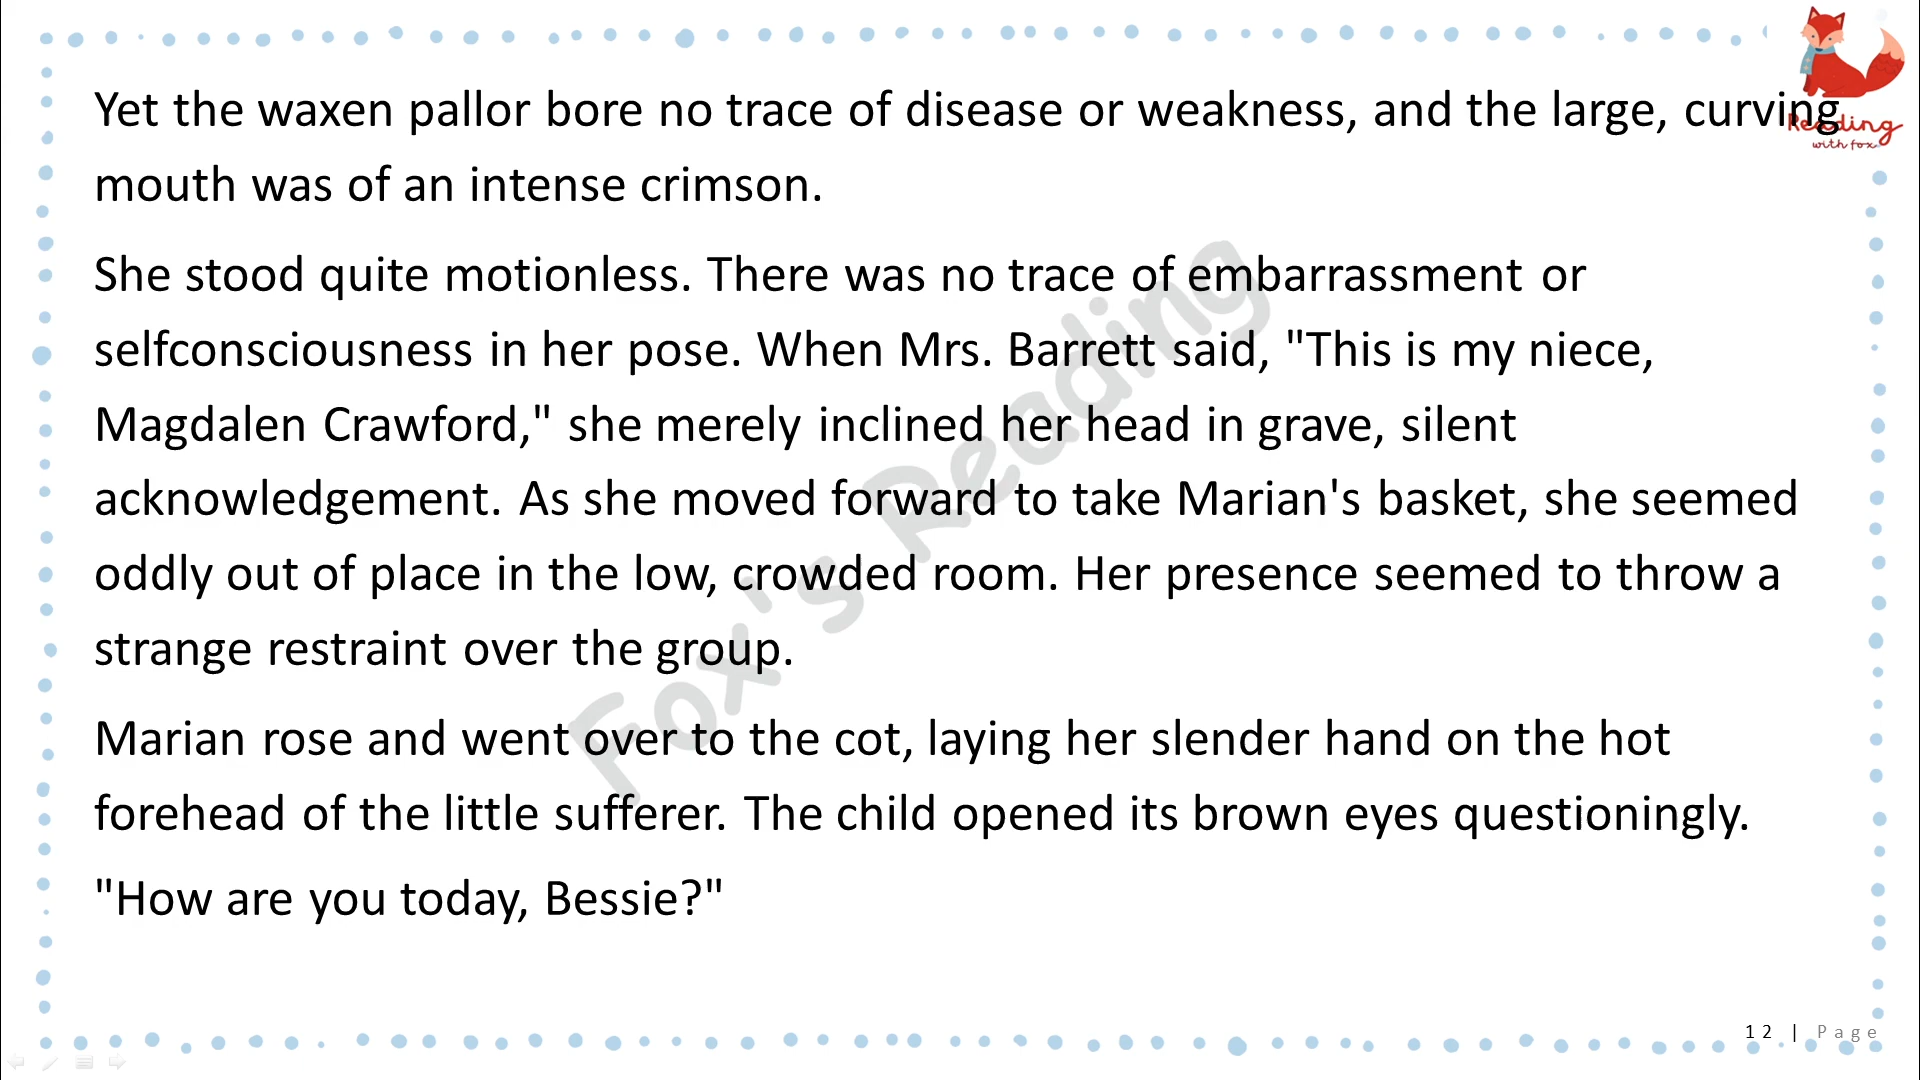 Yet the waxen pallor bore no trace of disease or weakness, and the large, curving
mouth was of an intense crimson.
She stood quite motionless. There was no trace of embarrassment or
selfconsciousness in her pose. When Mrs. Barrett said, "This is my niece,
Magdalen Crawford," she merely inclined her head in grave, silent
acknowledgement. As she moved forward to take Marian's basket, she seemed
oddly out of place in the low, crowded room. Her presence seemed to throw a
strange restraint over the group.
Marian rose and went over to the cot, laying her slender hand on the hot
forehead of the little sufferer. The child opened its brown eyes questioningly.
"How are you today, Bessie?"
Reading
with fox
Fox's Reading
12 | Page